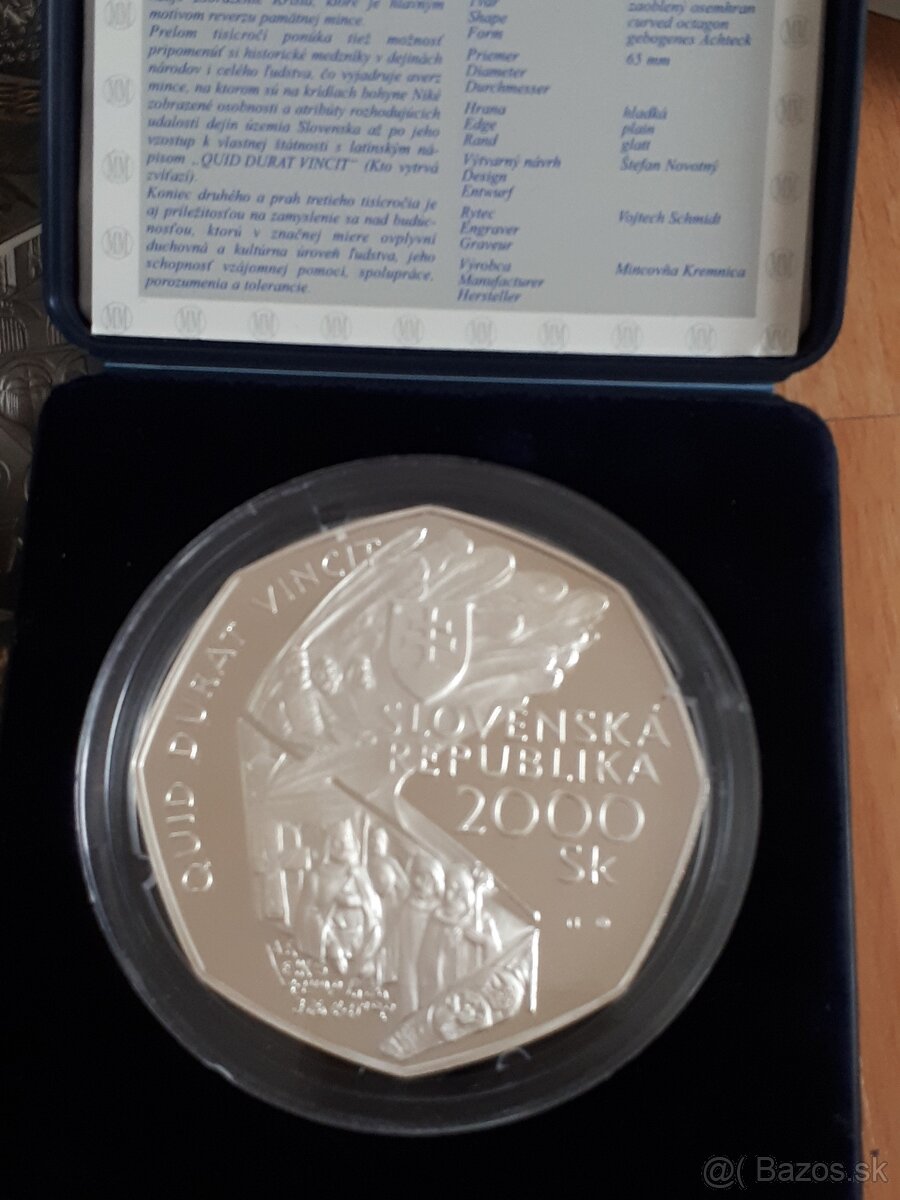 motívom reverzu pamätnej mince.
Prelom tisícročí ponúka tiež možnosť
pripomenúť si historické medzníky v dejinách
národov i celého ľudstva, čo vyjadruje averz
mince, na ktorom sú na krídlach bohyne Niké
zobrazené osobnosti a atribúty rozhodujúcich
udalostí dejín územia Slovenska až po jeho
vzostup k vlastnej štátnosti s latinským ná-
pisom „QUID DURAT VINCIT“ (Kto vytrvá
zvíťazí).
Koniec druhého a prah tretieho tisícročia je
aj príležitosťou na zamyslenie sa nad budúc-
nosťou, ktorú v značnej miere ovplyvní
duchovná a kultúrna úroveň ľudstva, jeho
schopnosť vzájomnej pomoci, spolupráce,
porozumenia a tolerancie.
Tvar
Shape
Form
zaoblený osemhran
curved octagon
gebogenes Achteck
Priemer
Diameter
Durchmesser
65 mm
Hrana
Edge
Rand
hladká
plain
glatt
Výtvarný návrh
Design
Entwurf
Štefan Novotný
Rytec
Engraver
Graveur
Vojtech Schmidt
Výrobca
Manufacturer
Hersteller
Mincovňa Kremnica
QUID DURAT VINCIT
SLOVENSKÁ
REPUBLIKA
2000
Sk
@( Bazos.sk